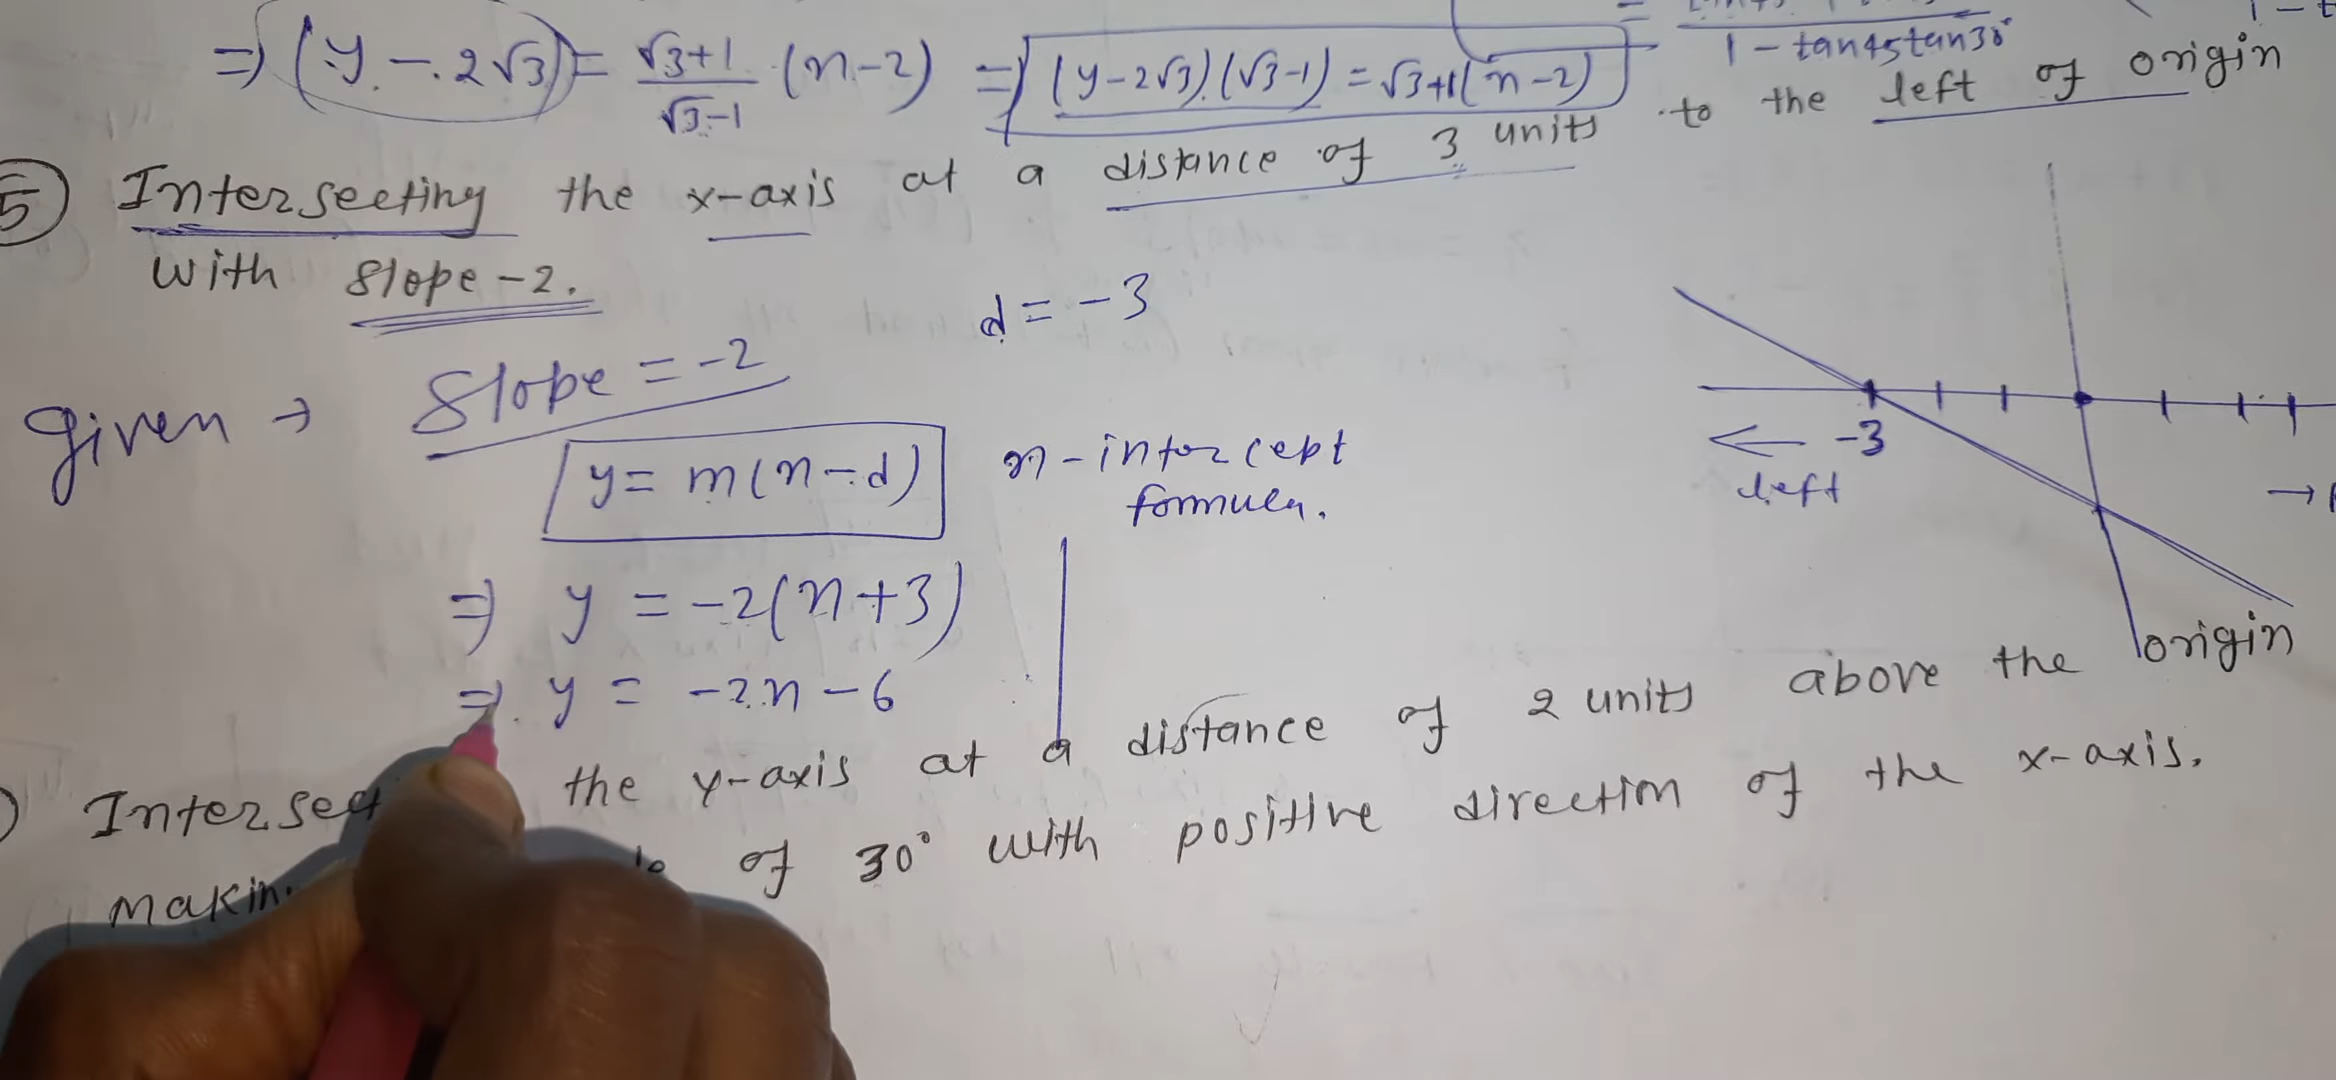 ⇒ (y - 2√3) = √3+1/√3-1 (n-2) ⇒ (y-2√3).(√3-1) = √3+1(n-2)
1 - tan45tan30°
5 Intersecting the x-axis at a distance of 3 units to the left of origin
with slope -2.
d = -3
Given → Slope = -2
y = m(n-d) n-intercept
formula.
-3
left
⇒ y = -2(n+3)
⇒ y = -2n - 6
the y-axis at a distance of 2 units above the origin
of 30° with positive direction of the x-axis.